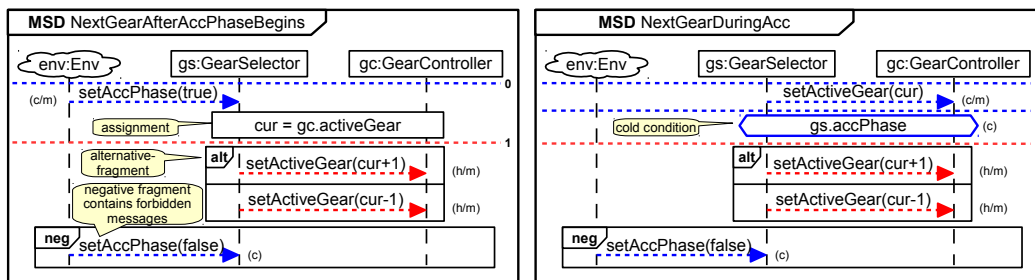 MSD NextGearAfterAccPhaseBegins
env:Env gs:GearSelector gc:GearController
0
setAccPhase(true)
(c/m)
assignment
cur = gc.activeGear
1
alternative-
fragment
alt
setActiveGear(cur+1)
(h/m)
negative fragment
contains forbidden
messages
setActiveGear(cur-1)
(h/m)
neg
setAccPhase(false)
(c)
MSD NextGearDuringAcc
env:Env gs:GearSelector gc:GearController
setActiveGear(cur)
(c/m)
cold condition
gs.accPhase
(c)
alt
setActiveGear(cur+1)
(h/m)
setActiveGear(cur-1)
(h/m)
neg
setAccPhase(false)
(c)